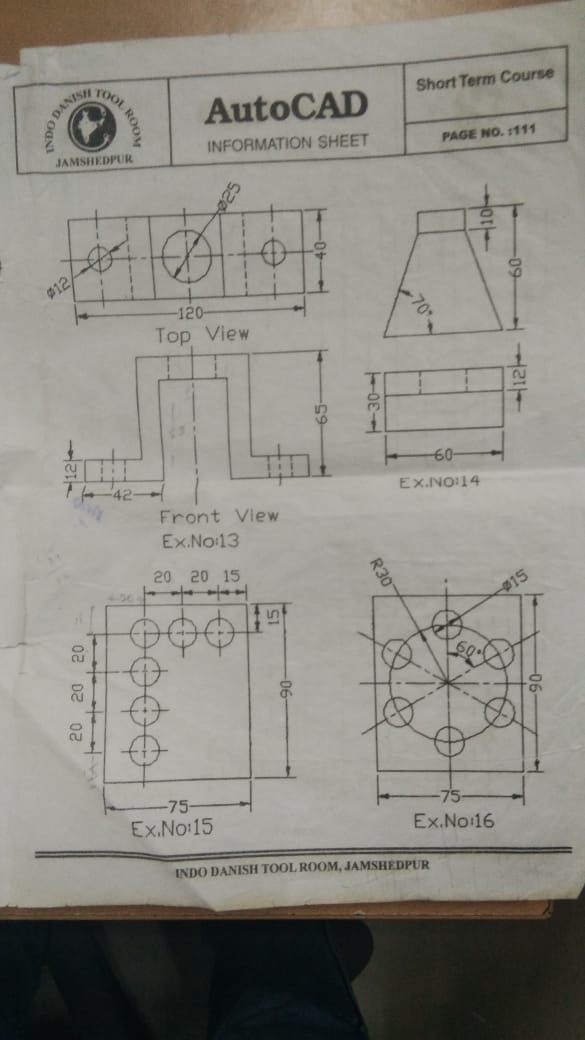 INDO DANISH TOOL ROOM
JAMSHEDPUR
AutoCAD
INFORMATION SHEET
Short Term Course
PAGE NO. :111
Ø25
Ø12
40
120
Top View
10
60
70°
65
12
42
Front View
Ex.No:13
12
30
60
Ex.No:14
20 20 15
15
20
20
20
90
75
Ex.No:15
R30
Ø15
60°
90
75
Ex.No:16
INDO DANISH TOOL ROOM, JAMSHEDPUR